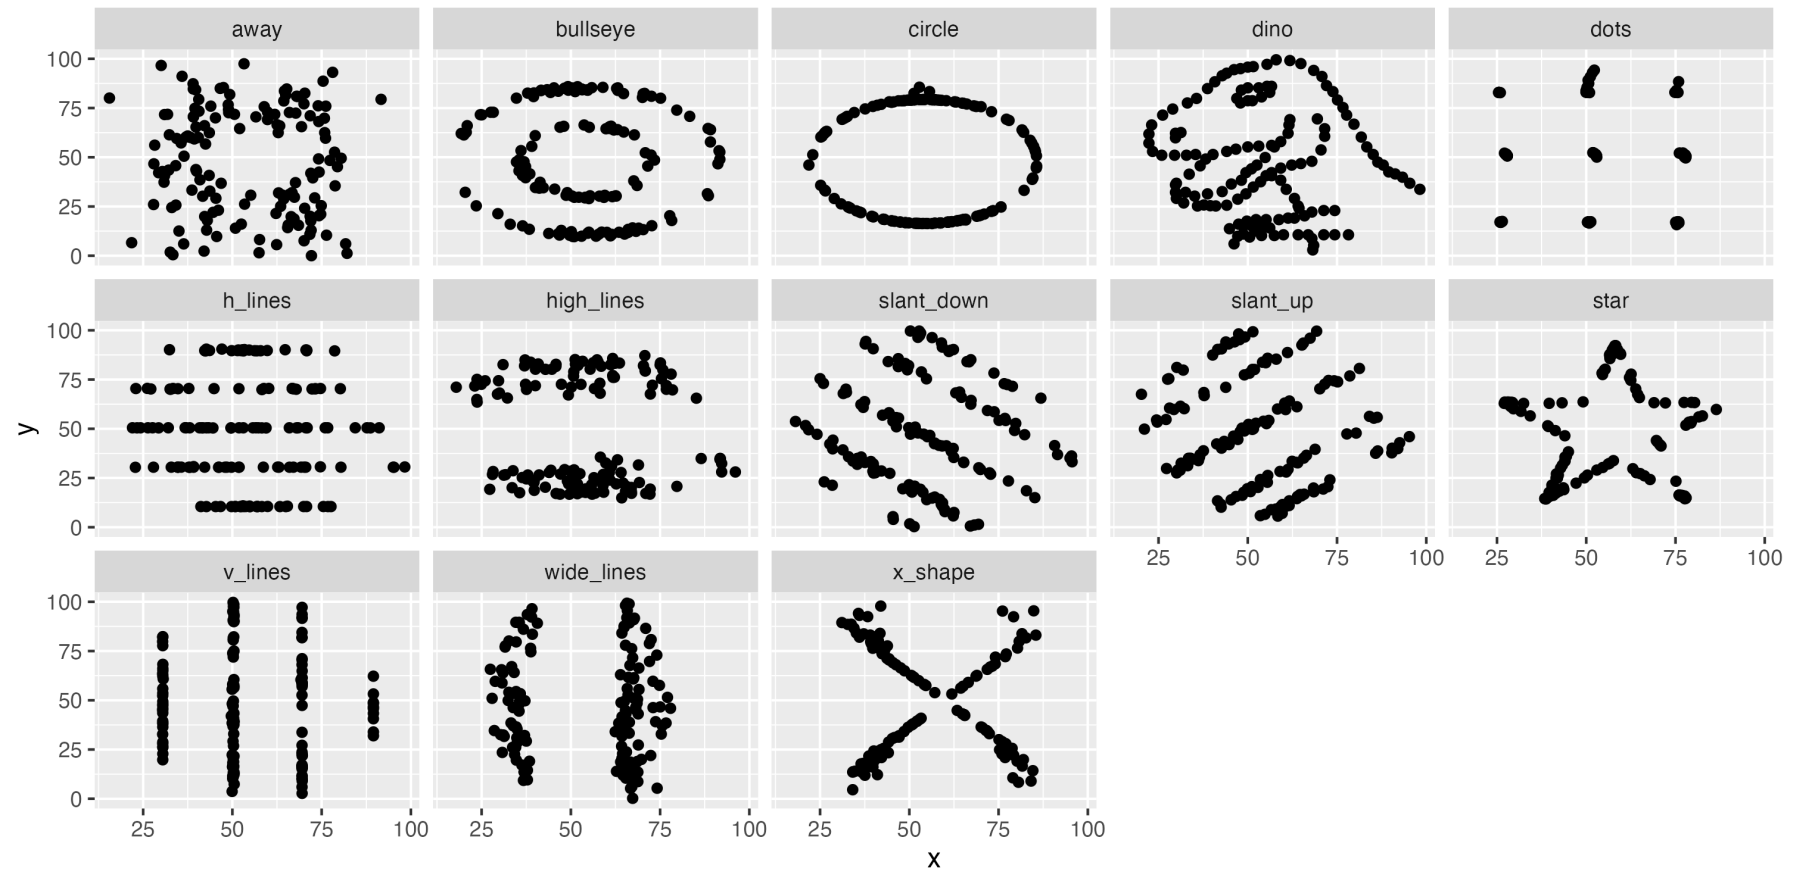 away bullseye circle dino dots
100
75
50
25
0
h_lines high_lines slant_down slant_up star
100
75
50
25
0
25 50 75 100 25 50 75 100
v_lines wide_lines x_shape
100
75
50
25
0
25 50 75 100 25 50 75 100 25 50 75 100
x
y